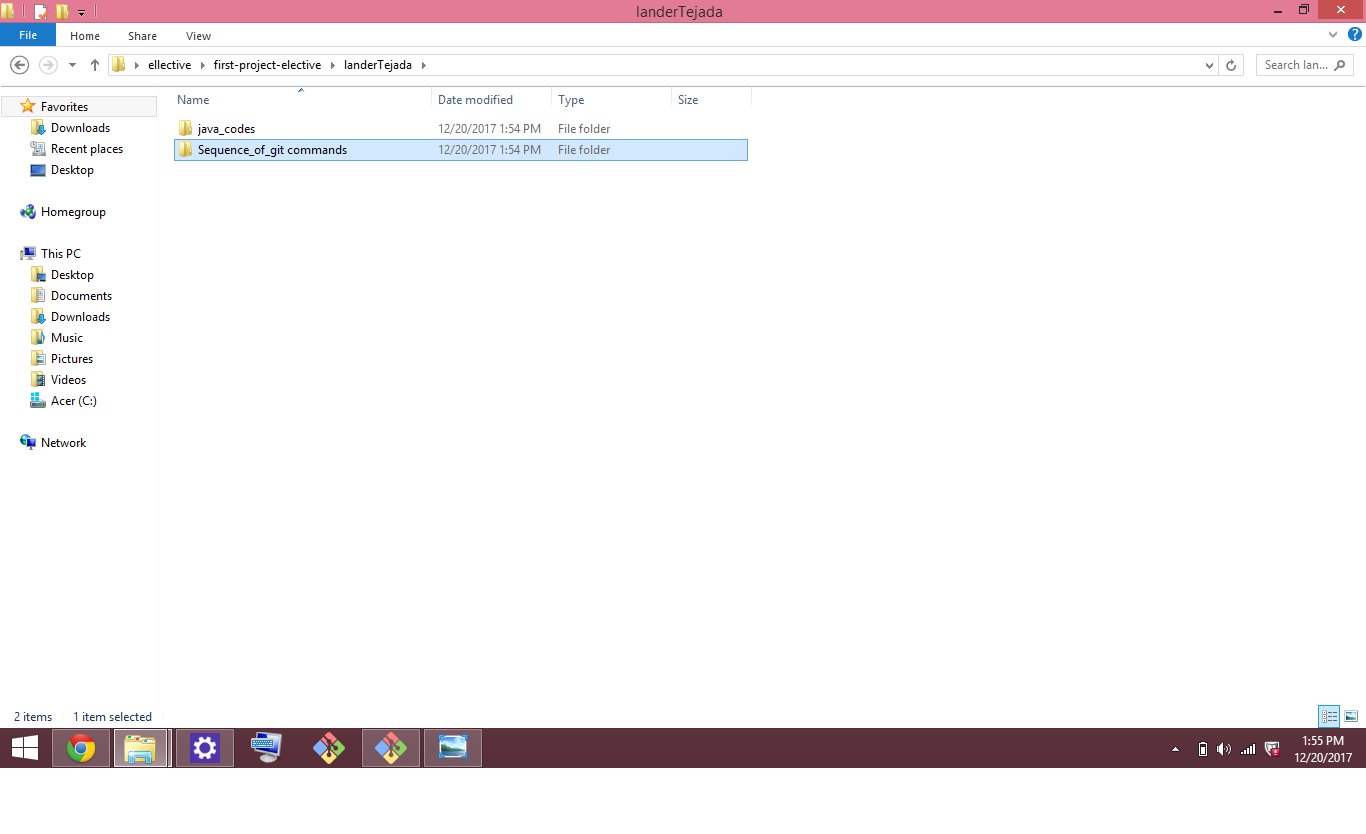 landerTejada
File Home Share View
ellective first-project-elective landerTejada Search lan...
Name Date modified Type Size
Favorites
Downloads
Recent places
Desktop
Homegroup
This PC
Desktop
Documents
Downloads
Music
Pictures
Videos
Acer (C:)
Network
java_codes 12/20/2017 1:54 PM File folder
Sequence_of_git commands 12/20/2017 1:54 PM File folder
2 items 1 item selected
1:55 PM
12/20/2017